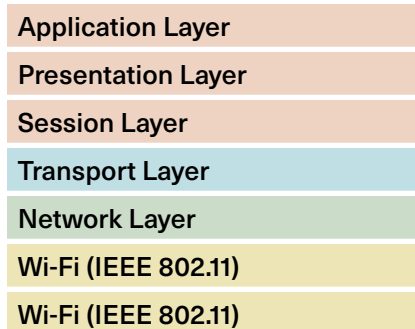 Application Layer
Presentation Layer
Session Layer
Transport Layer
Network Layer
Wi-Fi (IEEE 802.11)
Wi-Fi (IEEE 802.11)